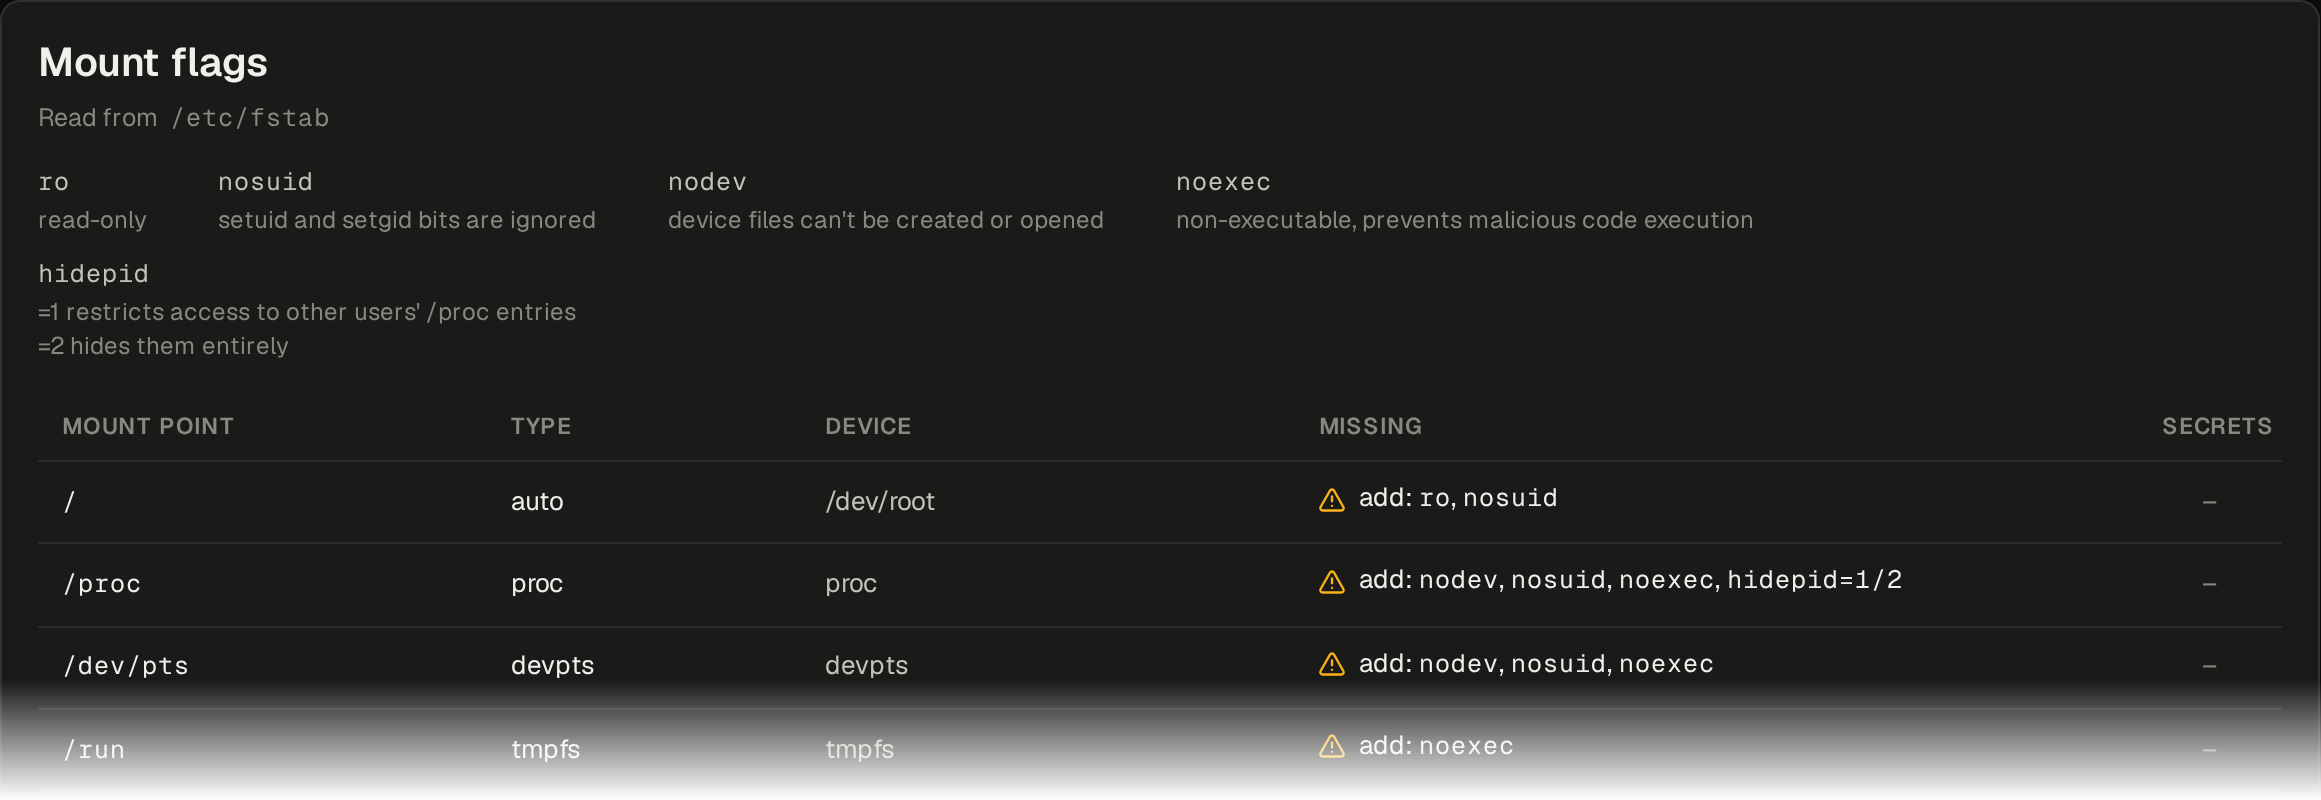 Mount flags
Read from /etc/fstab
ro nosuid nodev noexec
read-only setuid and setgid bits are ignored device files can't be created or opened non-executable, prevents malicious code execution
hidepid
=1 restricts access to other users' /proc entries
=2 hides them entirely
MOUNT POINT TYPE DEVICE MISSING SECRETS
/ auto /dev/root add: ro, nosuid –
/proc proc proc add: nodev, nosuid, noexec, hidepid=1/2 –
/dev/pts devpts devpts add: nodev, nosuid, noexec –
/run tmpfs tmpfs add: noexec –